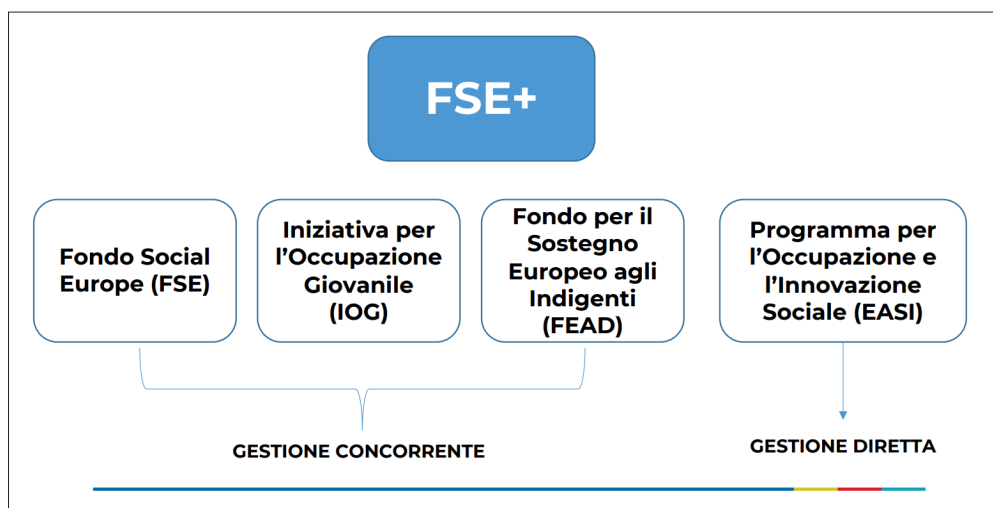 FSE+
Fondo Social
Europe (FSE)
Iniziativa per
l'Occupazione
Giovanile
(IOG)
Fondo per il
Sostegno
Europeo agli
Indigenti
(FEAD)
Programma per
l'Occupazione e
l'Innovazione
Sociale (EASI)
GESTIONE CONCORRENTE
GESTIONE DIRETTA